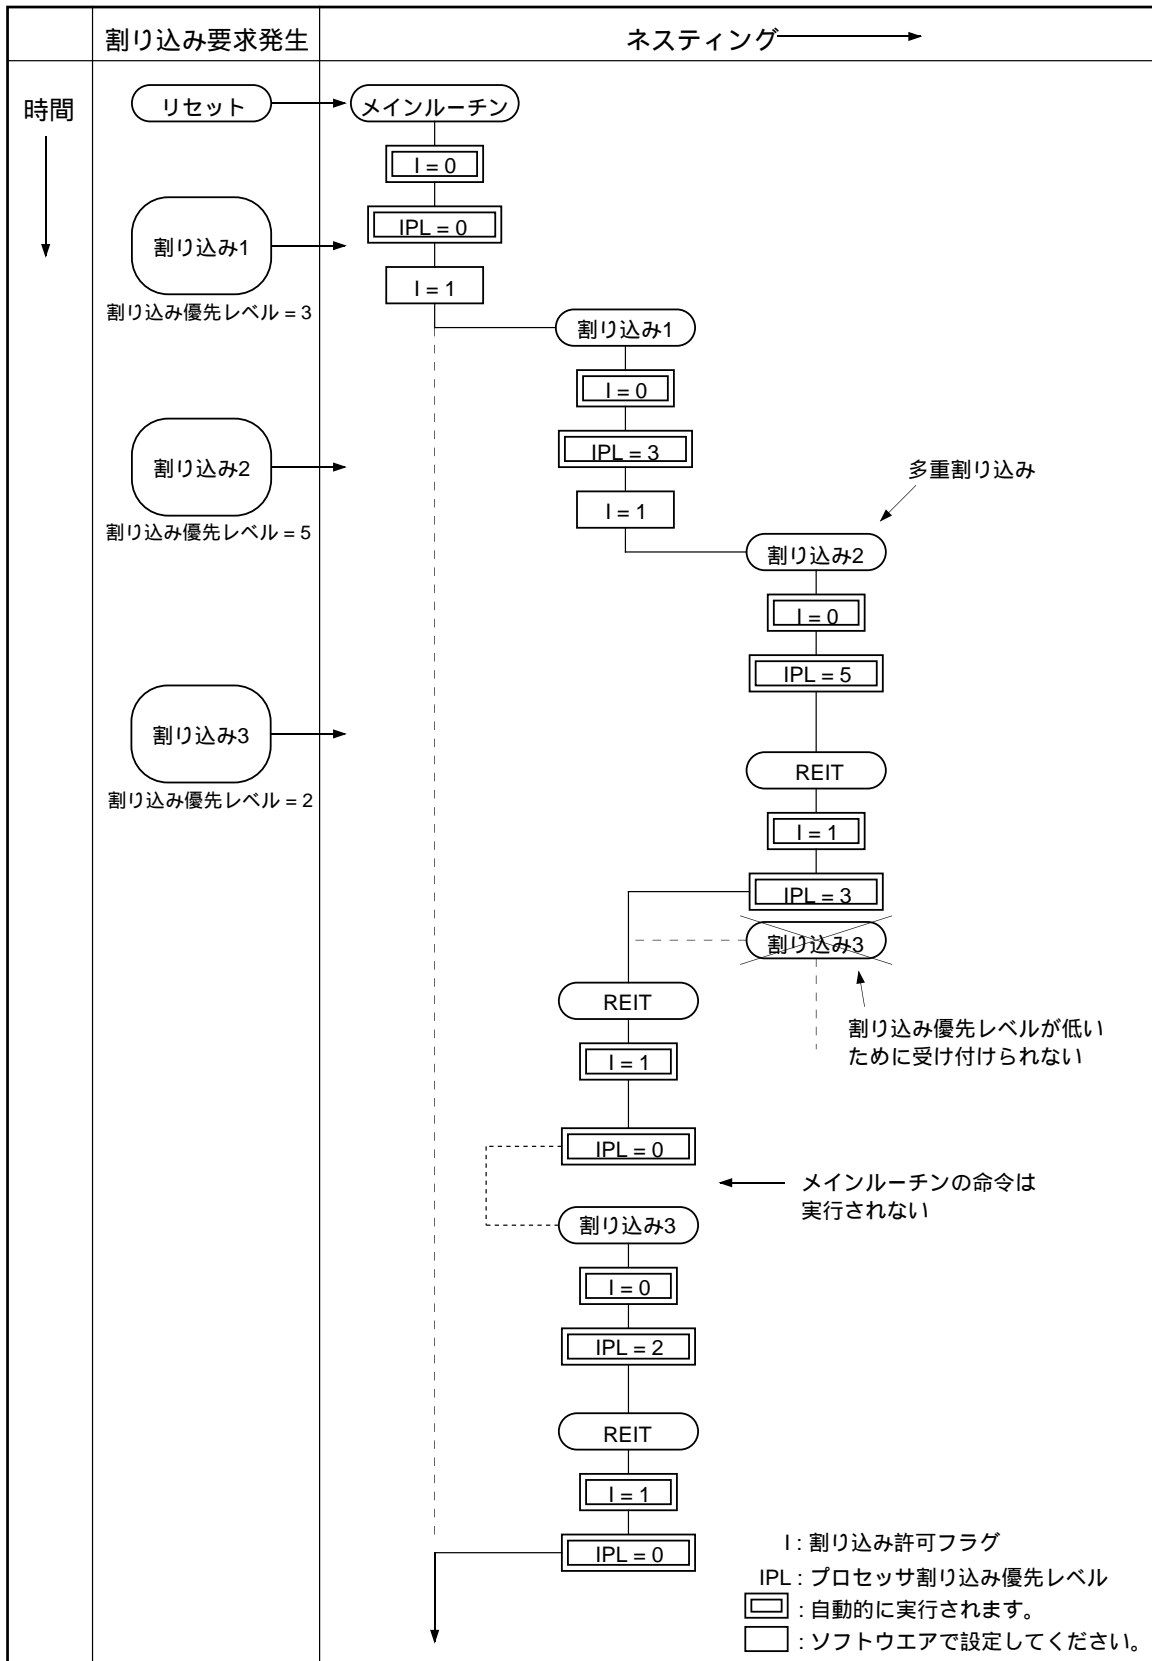 割り込み要求発生
ネスティング
時間
リセット
メインルーチン
I = 0
IPL = 0
割り込み1
I = 1
割り込み優先レベル = 3
割り込み1
I = 0
IPL = 3
割り込み2
多重割り込み
I = 1
割り込み優先レベル = 5
割り込み2
I = 0
IPL = 5
割り込み3
REIT
割り込み優先レベル = 2
I = 1
IPL = 3
割り込み3
REIT
割り込み優先レベルが低い
ために受け付けられない
I = 1
IPL = 0
メインルーチンの命令は
実行されない
割り込み3
I = 0
IPL = 2
REIT
I = 1
IPL = 0
I : 割り込み許可フラグ
IPL : プロセッサ割り込み優先レベル
: 自動的に実行されます。
: ソフトウエアで設定してください。